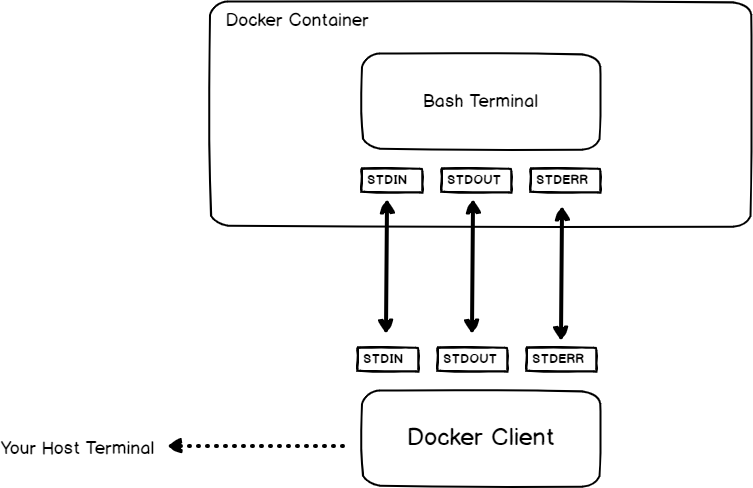 Docker Container
Bash Terminal
STDIN
STDOUT
STDERR
STDIN
STDOUT
STDERR
Docker Client
Your Host Terminal